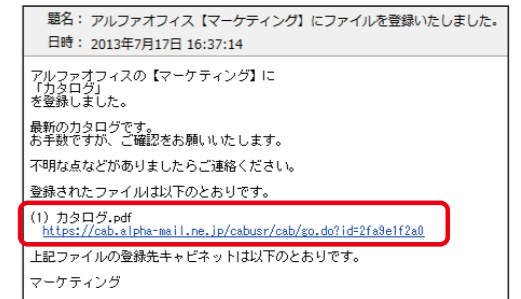 題名： アルファオフィス【マーケティング】にファイルを登録いたしました。
日時： 2013年7月17日 16:37:14
アルファオフィスの【マーケティング】に
「カタログ」
を登録しました。
最新のカタログです。
お手数ですが、ご確認をお願いいたします。
不明な点などがありましたらご連絡ください。
登録されたファイルは以下のとおりです。
(1) カタログ.pdf
https://cab.alpha-mail.ne.jp/cabusr/cab/go.do?id=2fa9e1f2a0
上記ファイルの登録先キャビネットは以下のとおりです。
マーケティング